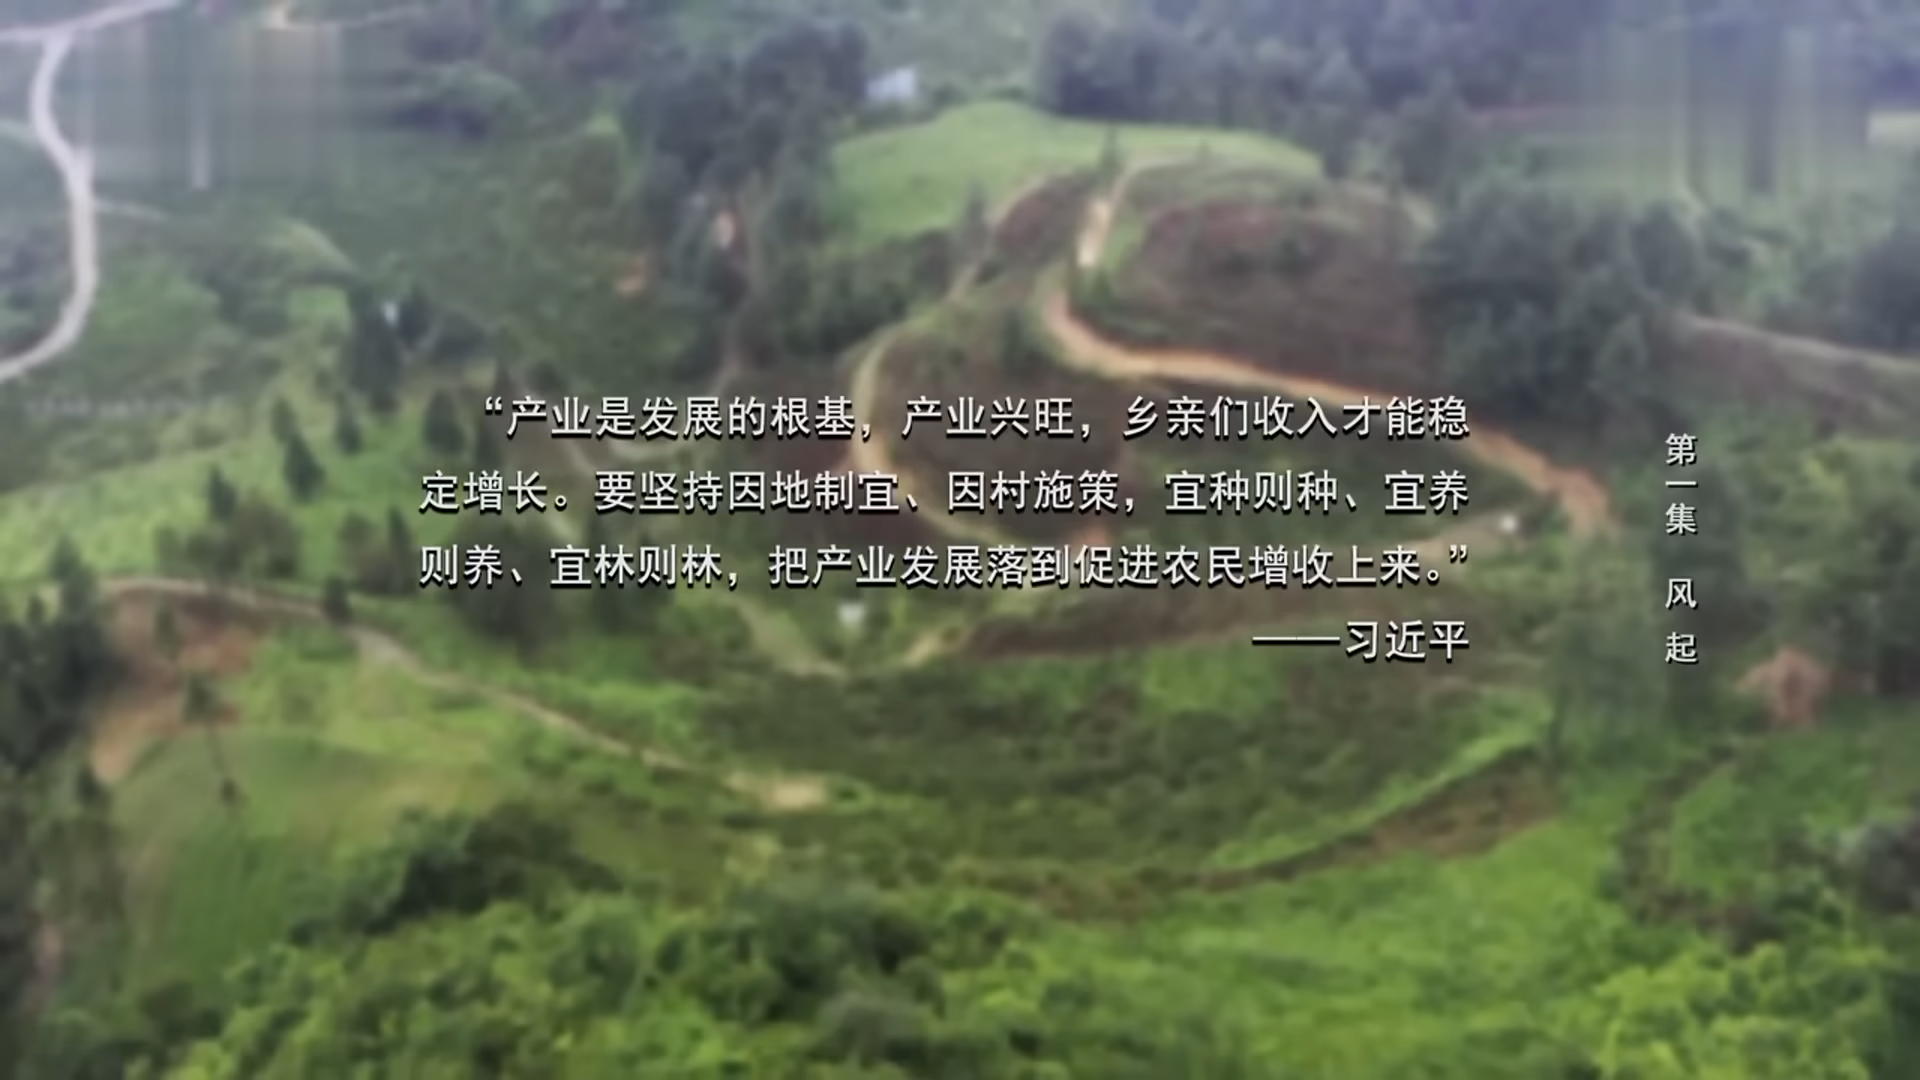 “产业是发展的根基，产业兴旺，乡亲们收入才能稳
定增长。要坚持因地制宜、因村施策，宜种则种、宜养
则养、宜林则林，把产业发展落到促进农民增收上来。”
——习近平
第一集 风起